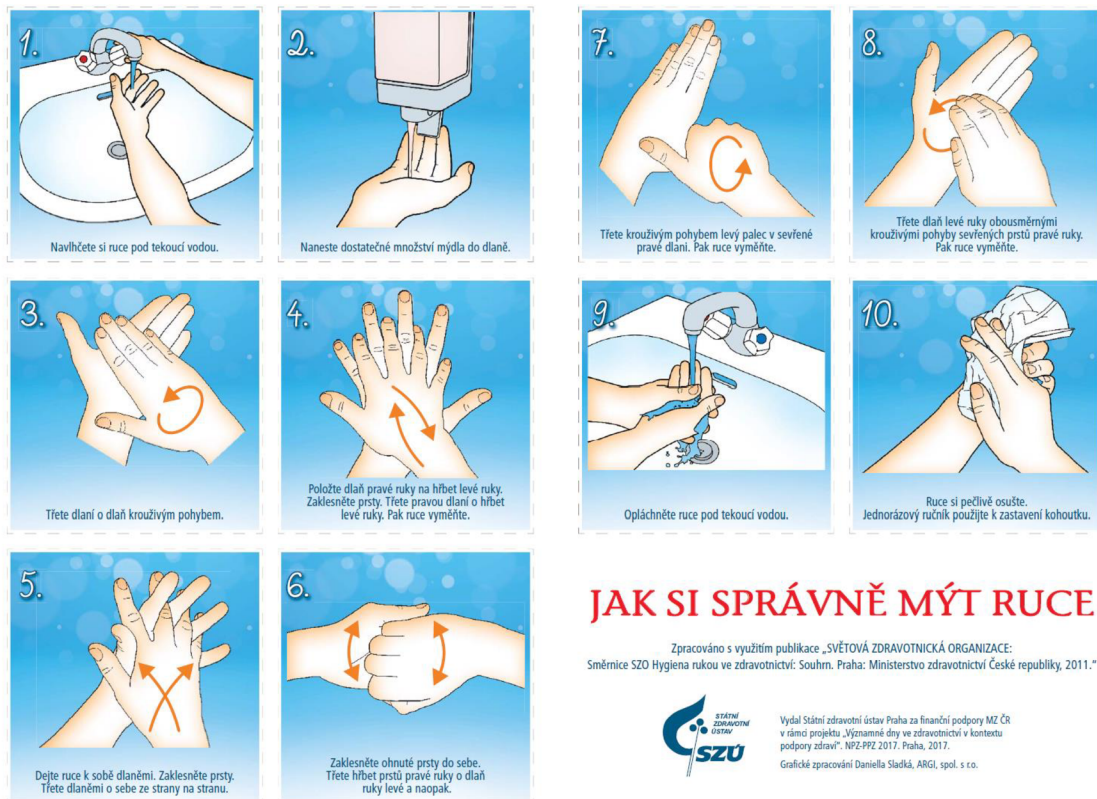 1.
Navlhčete si ruce pod tekoucí vodou.
2.
Naneste dostatečné množství mýdla do dlaně.
3.
Třete dlaní o dlaň krouživým pohybem.
4.
Položte dlaň pravé ruky na hřbet levé ruky.
Zaklesněte prsty. Třete pravou dlaní o hřbet
levé ruky. Pak ruce vyměňte.
5.
Dejte ruce k sobě dlaněmi. Zaklesněte prsty.
Třete dlaněmi o sebe ze strany na stranu.
6.
Zaklesněte ohnuté prsty do sebe.
Třete hřbet prstů pravé ruky o dlaň
ruky levé a naopak.
7.
Třete krouživým pohybem levý palec v sevřené
pravé dlani. Pak ruce vyměňte.
8.
Třete dlaň levé ruky obousměrnými
krouživými pohyby sevřených prstů pravé ruky.
Pak ruce vyměňte.
9.
Opláchněte ruce pod tekoucí vodou.
10.
Ruce si pečlivě osušte.
Jednorázový ručník použijte k zastavení kohoutku.
JAK SI SPRÁVNĚ MÝT RUCE
Zpracováno s využitím publikace „SVĚTOVÁ ZDRAVOTNICKÁ ORGANIZACE:
Směrnice SZO Hygiena rukou ve zdravotnictví: Souhrn. Praha: Ministerstvo zdravotnictví České republiky, 2011.“
STÁTNÍ
ZDRAVOTNÍ
ÚSTAV
SZÚ
Vydal Státní zdravotní ústav Praha za finanční podpory MZ ČR
v rámci projektu „Významné dny ve zdravotnictví v kontextu
podpory zdraví“. NPZ-PPZ 2017. Praha, 2017.
Grafické zpracování Daniella Sladká, ARGI, spol. s r.o.